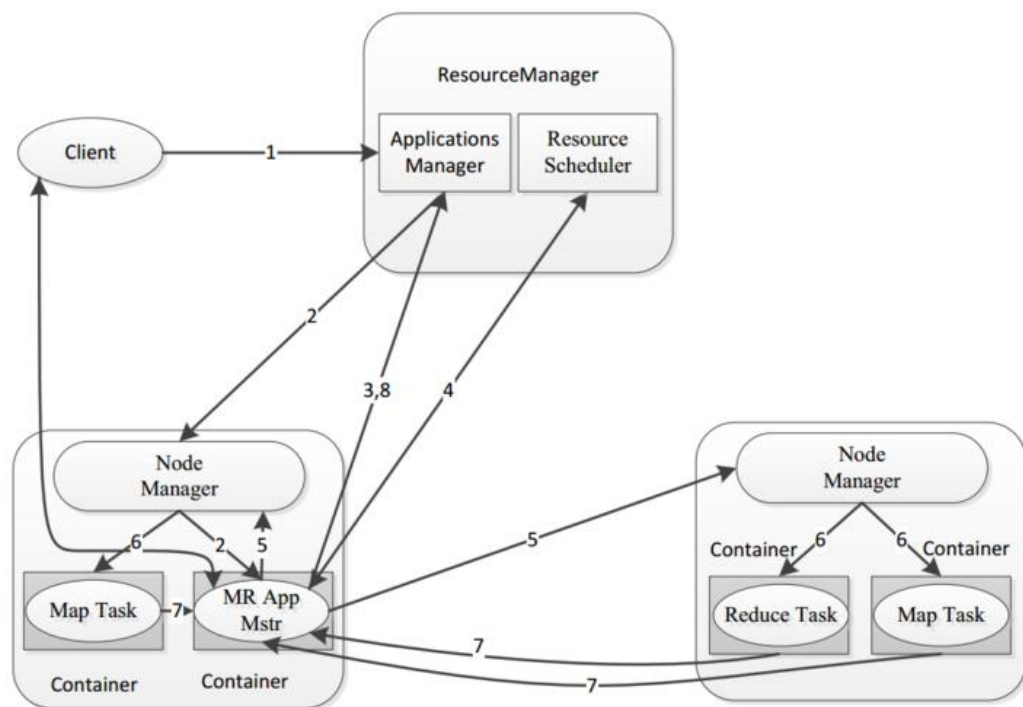 ResourceManager
Client
1
Applications
Manager
Resource
Scheduler
2
3,8
4
Node
Manager
Node
Manager
6
2
5
5
Container
6
6
Container
Map Task
7
MR App
Mstr
Reduce Task
Map Task
7
7
Container
Container